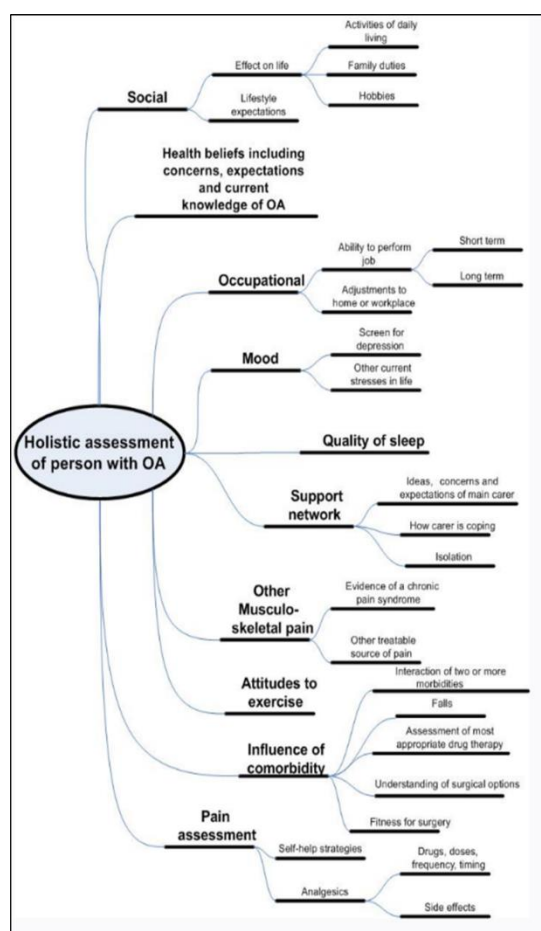 Activities of daily
living
Effect on life
Family duties
Social
Lifestyle
expectations
Hobbies
Health beliefs including
concerns, expectations
and current
knowledge of OA
Short term
Ability to perform
job
Long term
Occupational
Adjustments to
home or workplace
Screen for
depression
Mood
Other current
stresses in life
Holistic assessment
of person with OA
Quality of sleep
Ideas, concerns and
expectations of main carer
Support
network
How carer is coping
Isolation
Evidence of a chronic
pain syndrome
Other
Musculo-
skeletal pain
Other treatable
source of pain
Attitudes to
exercise
Interaction of two or more
morbidities
Falls
Assessment of most
appropriate drug therapy
Influence of
comorbidity
Understanding of surgical options
Fitness for surgery
Pain
assessment
Self-help strategies
Drugs, doses,
frequency, timing
Analgesics
Side effects